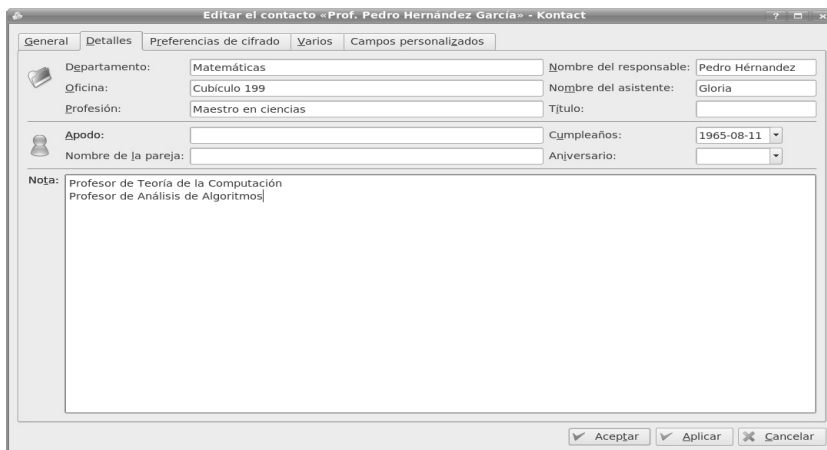 Editar el contacto «Prof. Pedro Hernández García» - Kontact
General Detalles Preferencias de cifrado Varios Campos personalizados
Departamento: Matemáticas Nombre del responsable: Pedro Hérnandez
Oficina: Cubículo 199 Nombre del asistente: Gloria
Profesión: Maestro en ciencias Título:
Apodo: Cumpleaños: 1965-08-11
Nombre de la pareja: Aniversario:
Nota: Profesor de Teoría de la Computación
Profesor de Análisis de Algoritmos
Aceptar Aplicar Cancelar